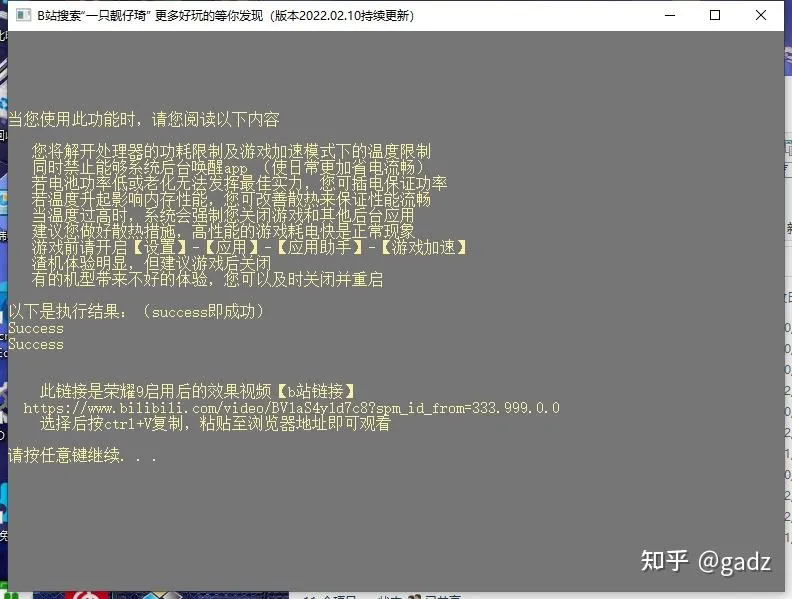 B站搜索“一只靓仔琦” 更多好玩的等你发现（版本2022.02.10持续更新）
当您使用此功能时，请您阅读以下内容
您将解开处理器的功耗限制及游戏加速模式下的温度限制
同时禁止能够系统后台唤醒app （使日常更加省电流畅）
若电池功率低或老化无法发挥最佳实力，您可插电保证功率
若温度升起影响内存性能，您可改善散热来保证性能流畅
当温度过高时，系统会强制您关闭游戏和其他后台应用
建议您做好散热措施，高性能的游戏耗电快是正常现象
游戏前请开启【设置】-【应用】-【应用助手】-【游戏加速】
渣机体验明显，但建议游戏后关闭
有的机型带来不好的体验，您可以及时关闭并重启
以下是执行结果：（success即成功）
Success
Success
此链接是荣耀9启用后的效果视频【b站链接】
https://www.bilibili.com/video/BV1aS4y1d7c8?spm_id_from=333.999.0.0
选择后按ctrl+V复制，粘贴至浏览器地址即可观看
请按任意键继续. . .
知乎 @gadz